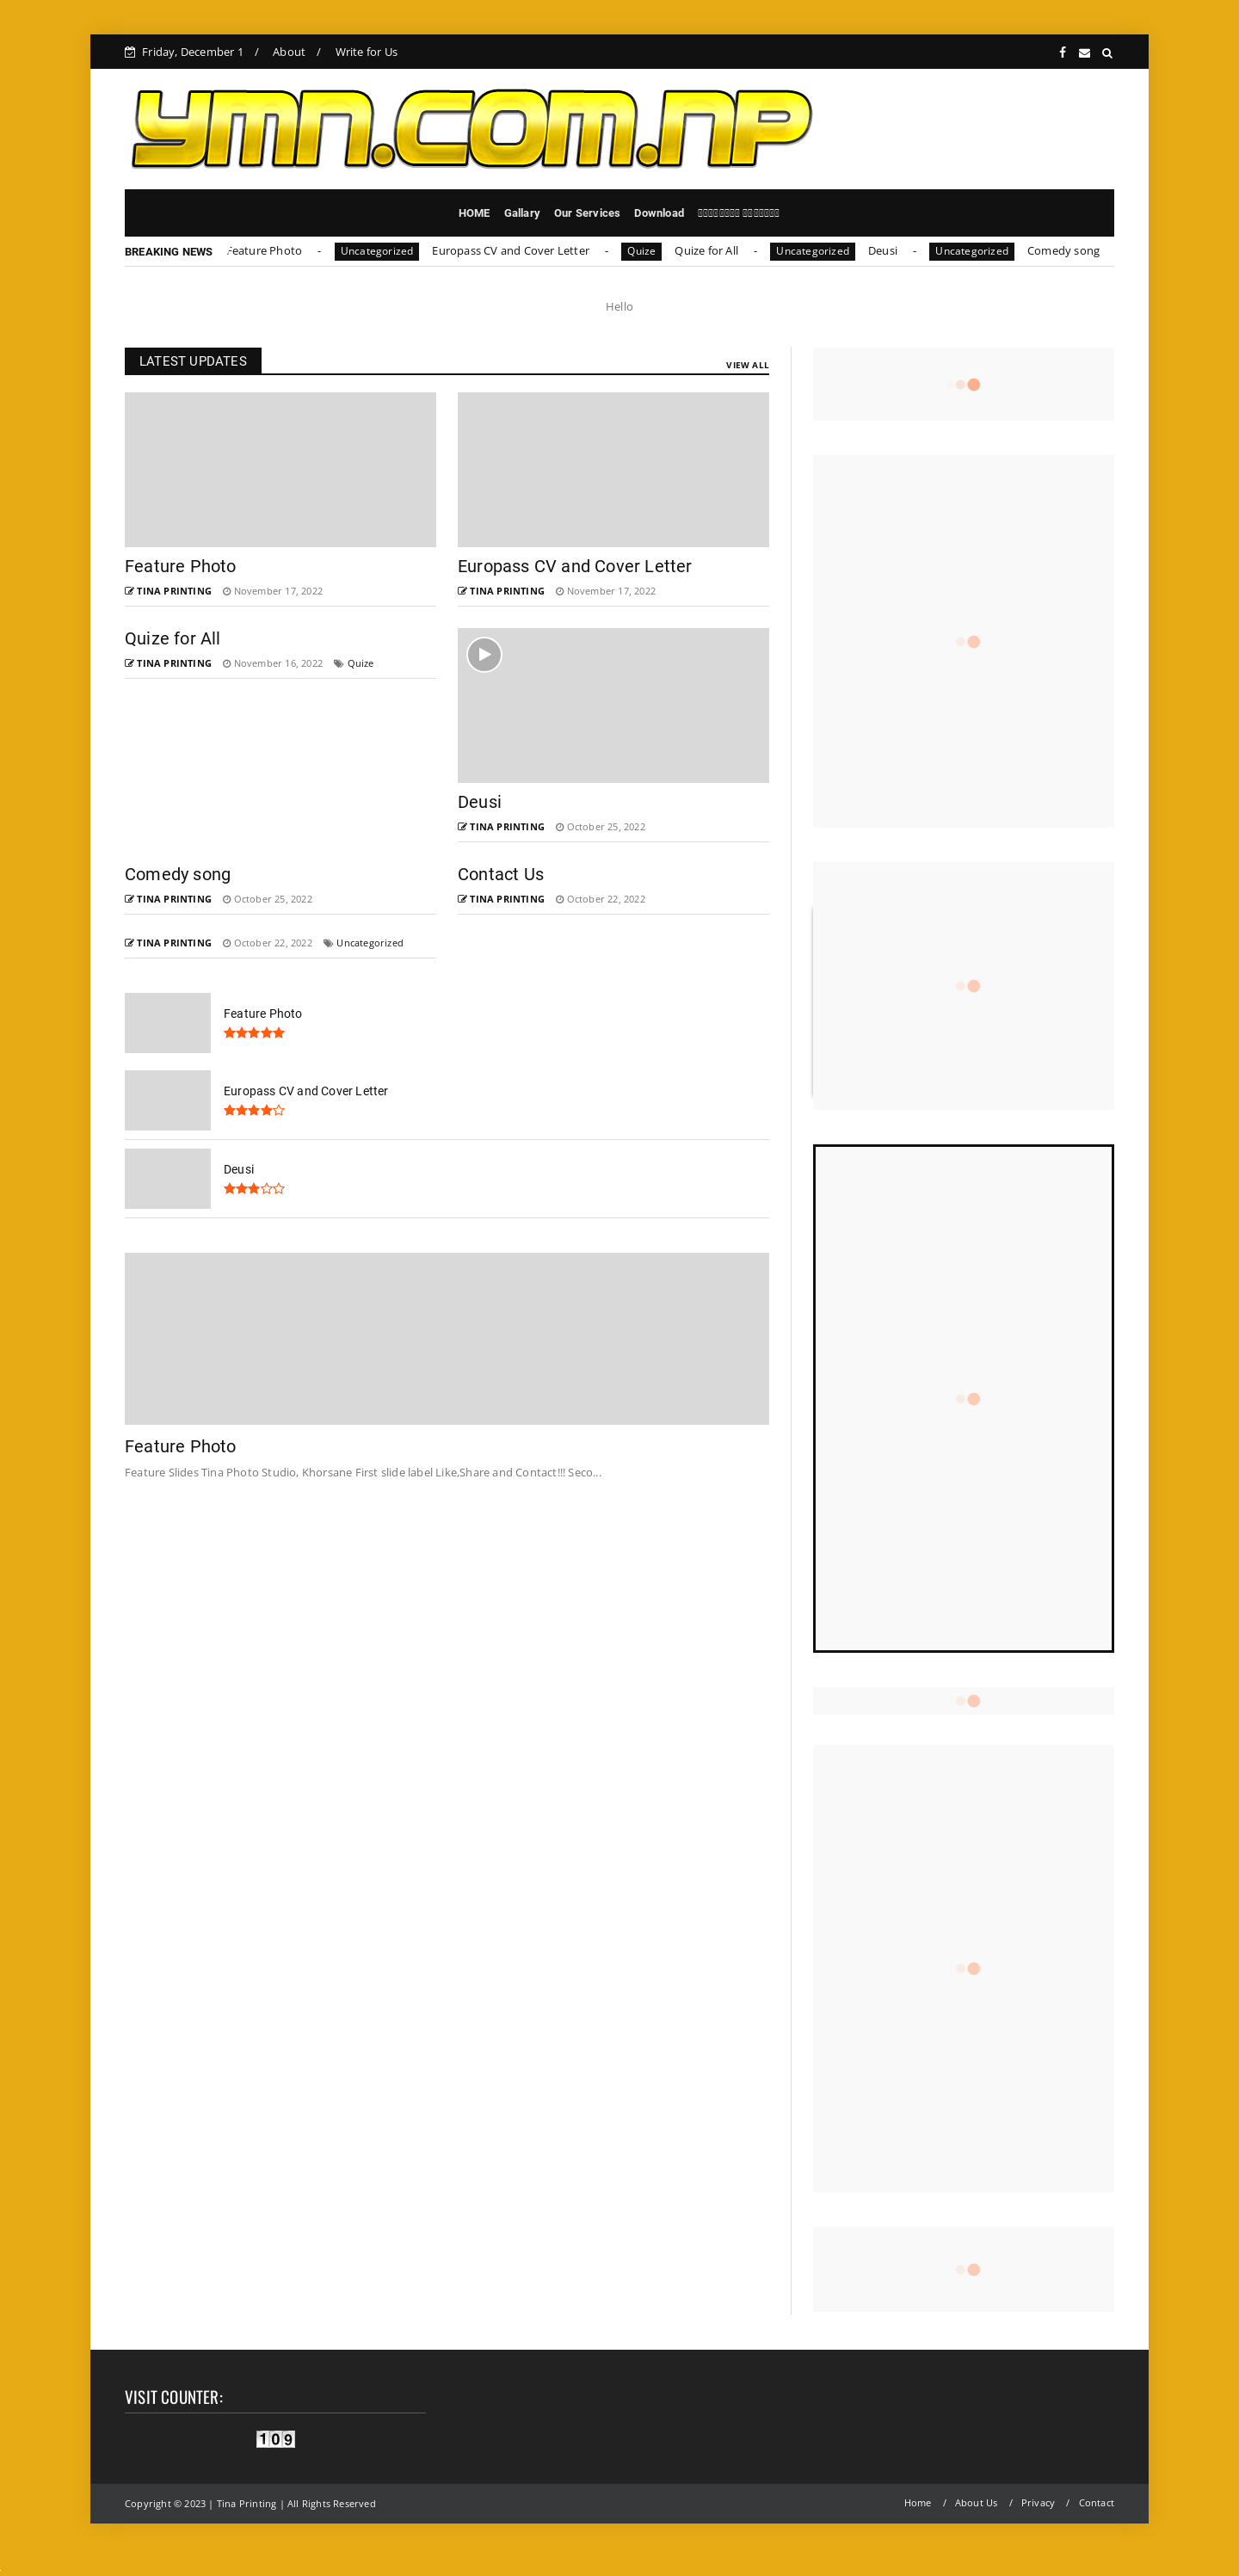 Friday, December 1 / About / Write for Us
ymn.com.np
HOME Gallary Our Services Download
BREAKING NEWS Feature Photo - Uncategorized Europass CV and Cover Letter - Quize Quize for All - Uncategorized Deusi - Uncategorized Comedy song
Hello
LATEST UPDATES
VIEW ALL
Feature Photo
TINA PRINTING November 17, 2022
Europass CV and Cover Letter
TINA PRINTING November 17, 2022
Quize for All
TINA PRINTING November 16, 2022 Quize
Deusi
TINA PRINTING October 25, 2022
Comedy song
TINA PRINTING October 25, 2022
Contact Us
TINA PRINTING October 22, 2022
TINA PRINTING October 22, 2022 Uncategorized
Feature Photo
Europass CV and Cover Letter
Deusi
Feature Photo
Feature Slides Tina Photo Studio, Khorsane First slide label Like,Share and Contact!!! Seco...
VISIT COUNTER:
109
Copyright © 2023 | Tina Printing | All Rights Reserved
Home / About Us / Privacy / Contact